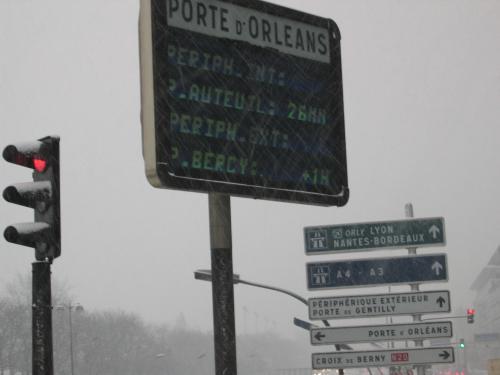 PORTE D'ORLEANS
PERIPH. INT:
P.AUTEUIL: 26MN
PERIPH. EXT:
P.BERCY: +1H
ORLY LYON
NANTES-BORDEAUX
A4 - A3
PÉRIPHÉRIQUE EXTÉRIEUR
PORTE DE GENTILLY
PORTE D'ORLÉANS
CROIX DE BERNY N20